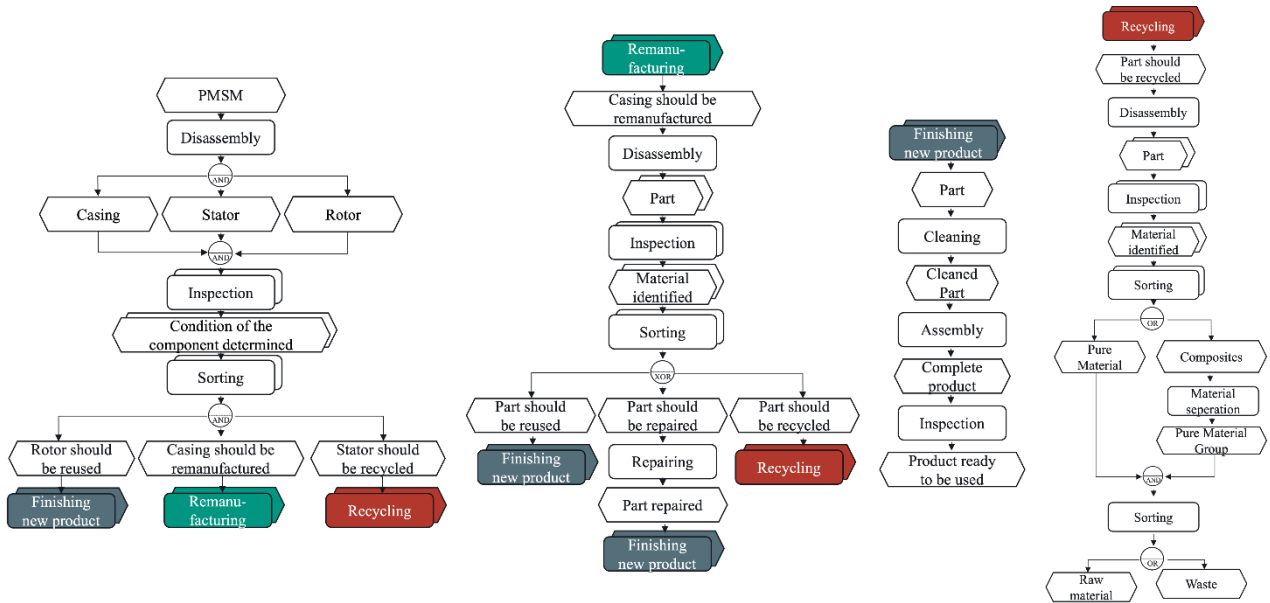 PMSM
Disassembly
AND
Casing
Stator
Rotor
AND
Inspection
Condition of the
component determined
Sorting
AND
Rotor should
be reused
Casing should be
remanufactured
Stator should
be recycled
Finishing
new product
Remanu-
facturing
Recycling
Remanu-
facturing
Casing should be
remanufactured
Disassembly
Part
Inspection
Material
identified
Sorting
XOR
Part should
be reused
Part should
be repaired
Part should
be recycled
Finishing
new product
Repairing
Recycling
Part repaired
Finishing
new product
Finishing
new product
Part
Cleaning
Cleaned
Part
Assembly
Complete
product
Inspection
Product ready
to be used
Recycling
Part should
be recycled
Disassembly
Part
Inspection
Material
identified
Sorting
OR
Pure
Material
Composites
Material
seperation
Pure Material
Group
AND
Sorting
OR
Raw
material
Waste